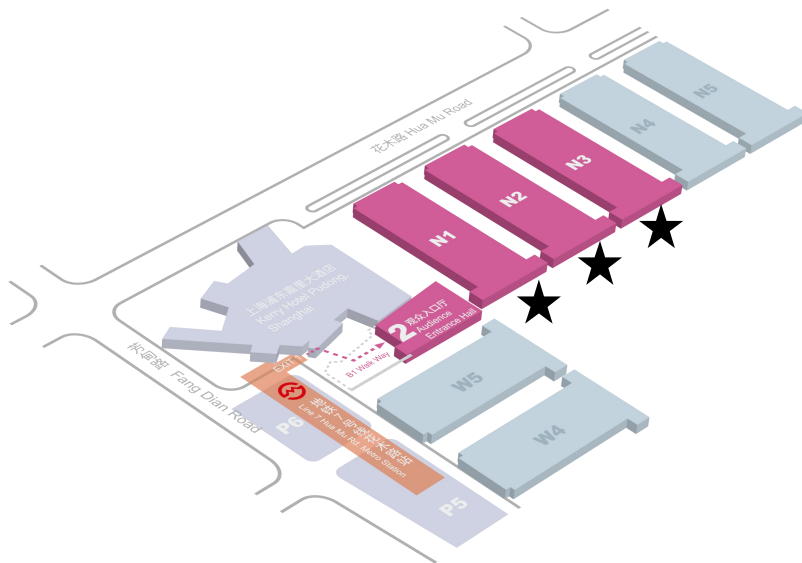 花木路 Hua Mu Road
N5
N4
N3
N2
N1
上海浦东嘉里大酒店
Kerry Hotel Pudong,
Shanghai
2
观众入口厅
Audience
Entrance Hall
B1 Walk Way
EXIT
W5
W4
芳甸路 Fang Dian Road
P6
地铁7号线花木路站
Line 7 Hua Mu Rd. Metro Station
P5